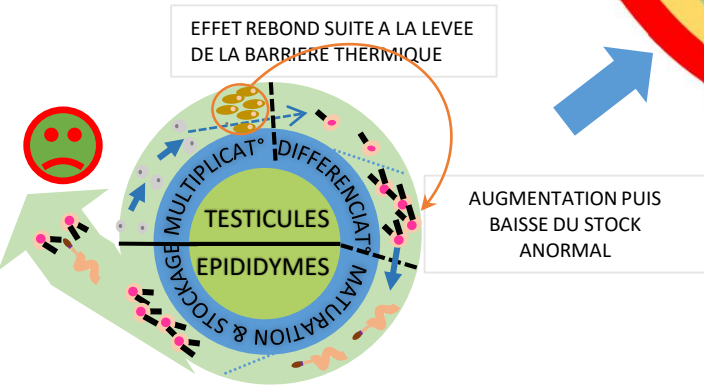 EFFET REBOND SUITE A LA LEVEE
DE LA BARRIERE THERMIQUE
MULTIPLICAT° DIFFERENCIAT°
TESTICULES
EPIDIDYMES
MATURATION & STOCKAGE
AUGMENTATION PUIS
BAISSE DU STOCK
ANORMAL